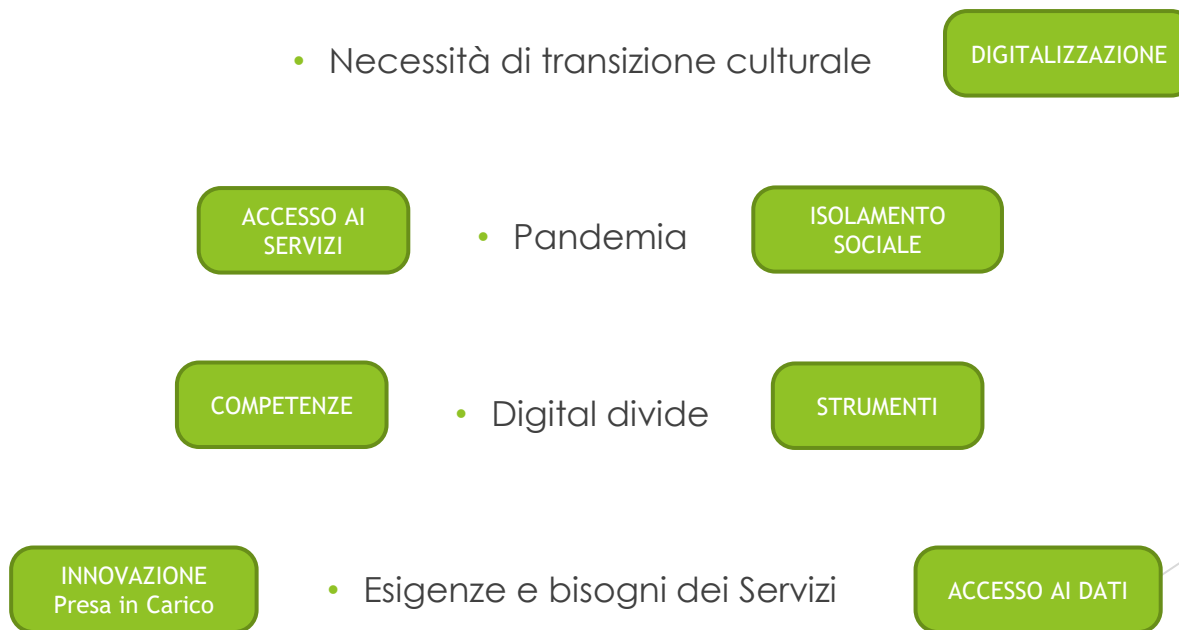 • Necessità di transizione culturale
DIGITALIZZAZIONE
ACCESSO AI
SERVIZI
• Pandemia
ISOLAMENTO
SOCIALE
COMPETENZE
• Digital divide
STRUMENTI
INNOVAZIONE
Presa in Carico
• Esigenze e bisogni dei Servizi
ACCESSO AI DATI